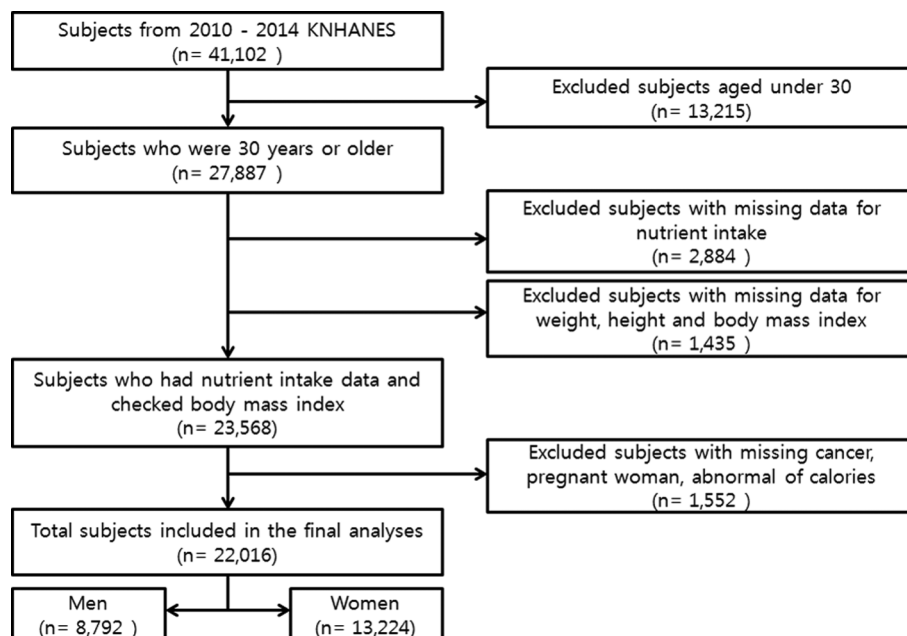 Subjects from 2010 - 2014 KNHANES
(n= 41,102 )
Excluded subjects aged under 30
(n= 13,215)
Subjects who were 30 years or older
(n= 27,887 )
Excluded subjects with missing data for
nutrient intake
(n= 2,884 )
Excluded subjects with missing data for
weight, height and body mass index
(n= 1,435 )
Subjects who had nutrient intake data and
checked body mass index
(n= 23,568)
Excluded subjects with missing cancer,
pregnant woman, abnormal of calories
(n= 1,552 )
Total subjects included in the final analyses
(n= 22,016)
Men
(n= 8,792 )
Women
(n= 13,224)